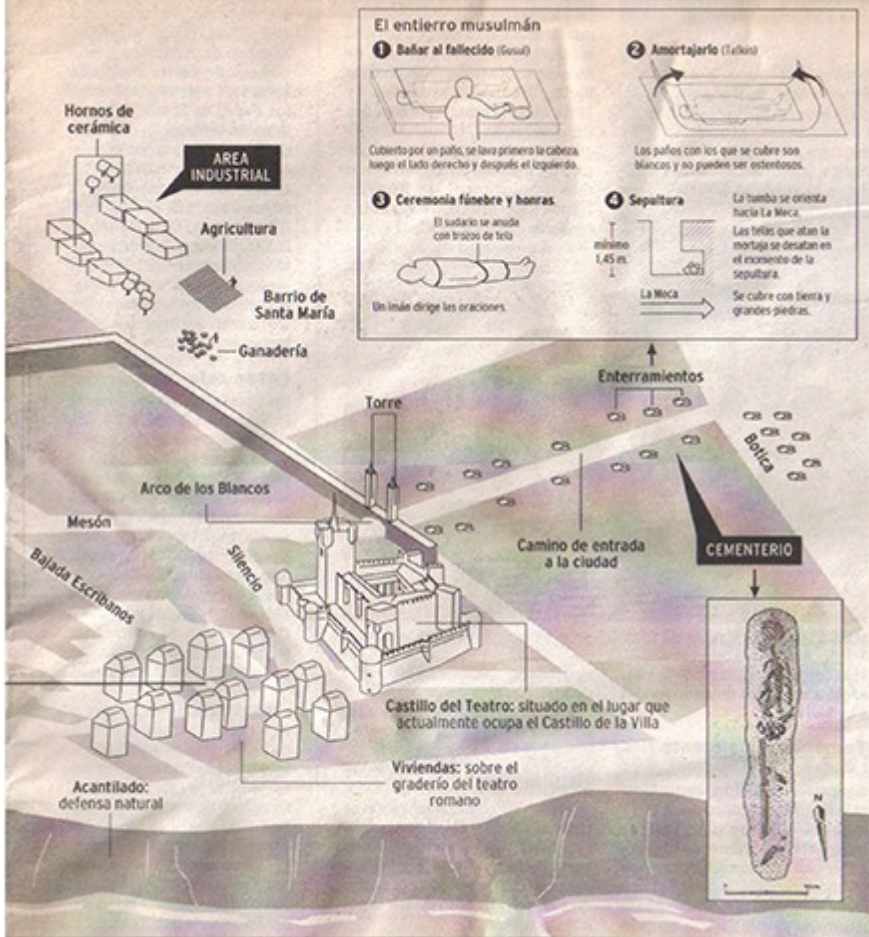 El entierro musulmán
1 Bañar al fallecido (Gusul)
Cubierto por un paño, se lava primero la cabeza,
luego el lado derecho y después el izquierdo.
2 Amortajarlo (Tafkin)
Los paños con los que se cubre son
blancos y no pueden ser ostentosos.
3 Ceremonia fúnebre y honras
El sudario se anuda
con trozos de tela
Un imán dirige las oraciones.
4 Sepultura
mínimo
1,45 m.
La Meca
La tumba se orienta
hacia La Meca.
Las telas que atan la
mortaja se desatan en
el momento de la
sepultura.
Se cubre con tierra y
grandes piedras.
Hornos de
cerámica
AREA
INDUSTRIAL
Agricultura
Barrio de
Santa María
Ganadería
Enterramientos
Torre
Botica
Arco de los Blancos
Mesón
Silencio
Bajada Escribanos
Camino de entrada
a la ciudad
CEMENTERIO
Castillo del Teatro: situado en el lugar que
actualmente ocupa el Castillo de la Villa
Viviendas: sobre el
graderío del teatro
romano
Acantilado:
defensa natural
N
0